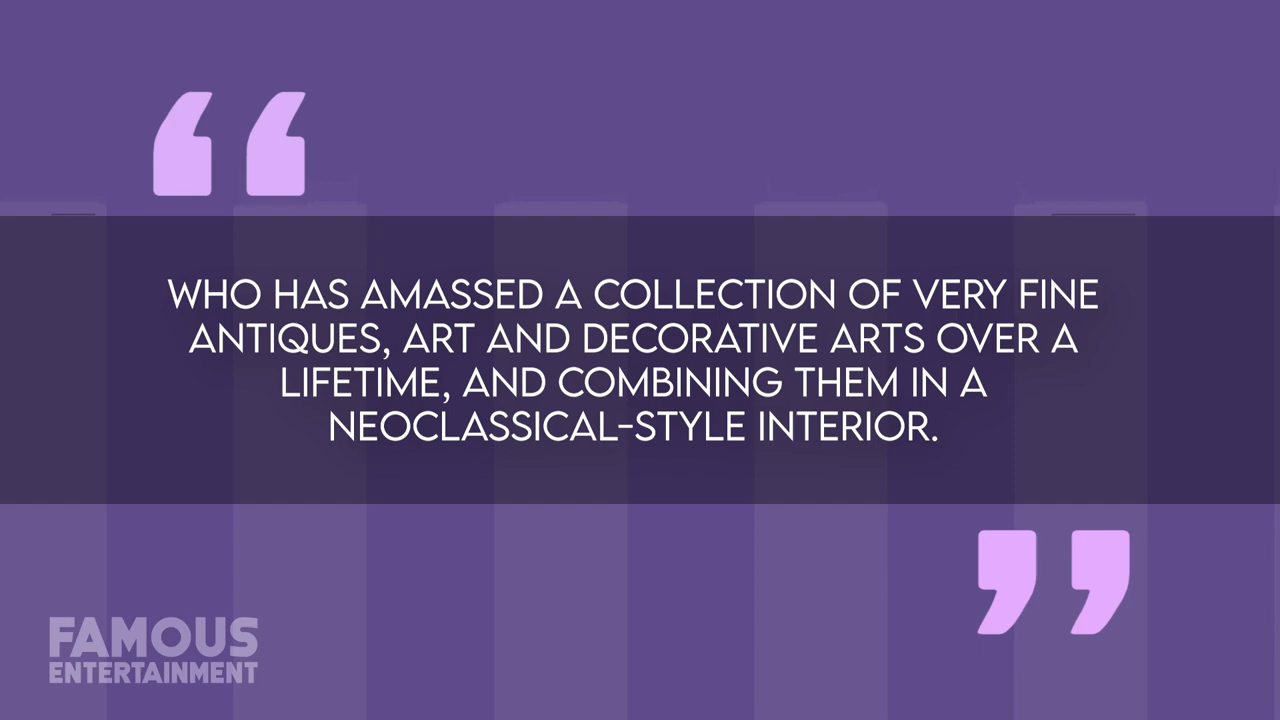 WHO HAS AMASSED A COLLECTION OF VERY FINE
ANTIQUES, ART AND DECORATIVE ARTS OVER A
LIFETIME, AND COMBINING THEM IN A
NEOCLASSICAL-STYLE INTERIOR.
FAMOUS
ENTERTAINMENT